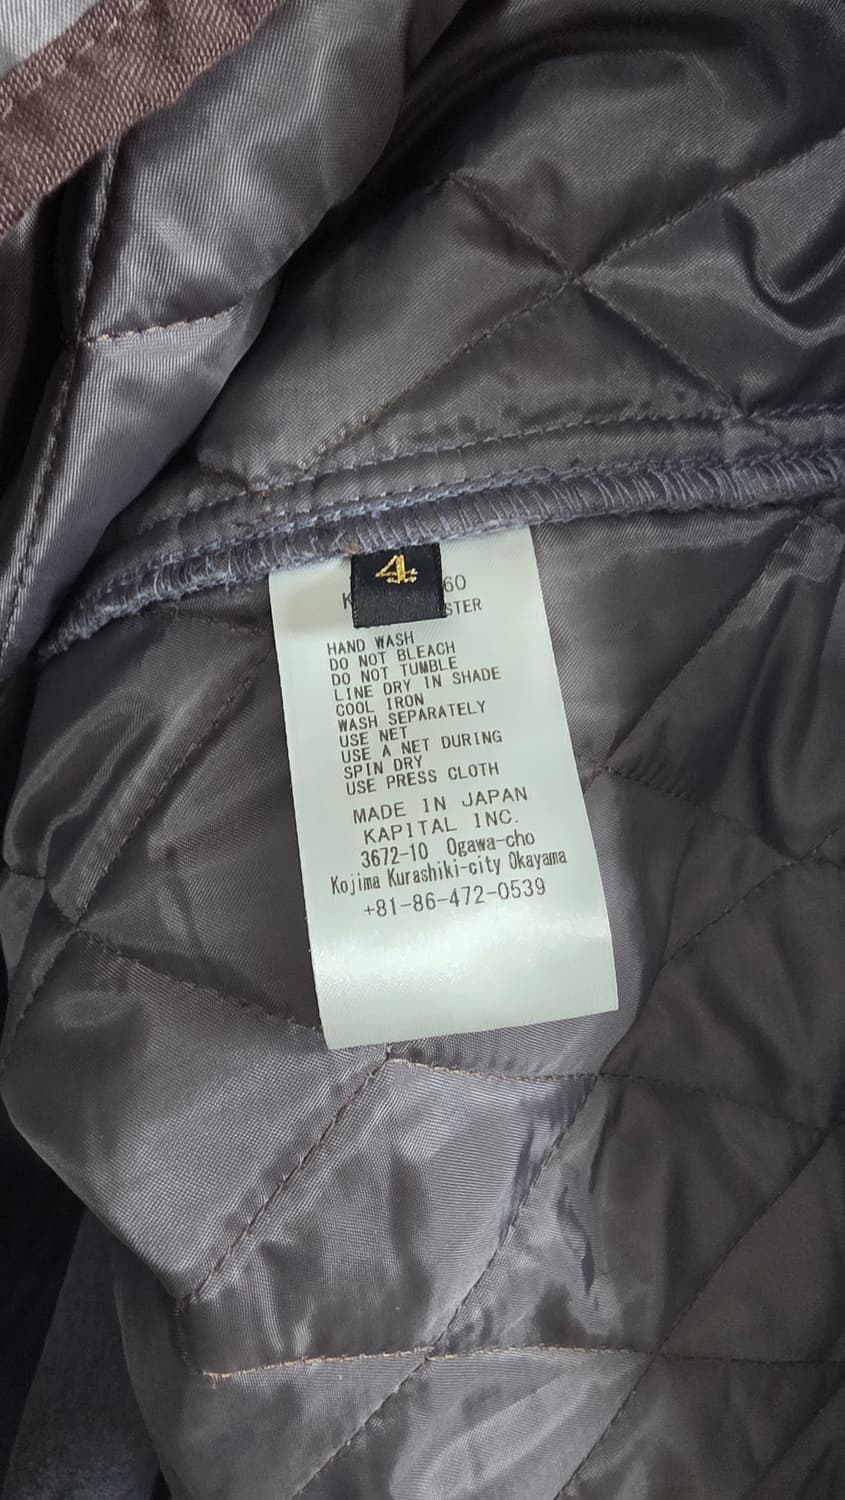 4
60
HAND WASH
DO NOT BLEACH
DO NOT TUMBLE
LINE DRY IN SHADE
COOL IRON
WASH SEPARATELY
USE NET
USE A NET DURING
SPIN DRY
USE PRESS CLOTH
MADE IN JAPAN
KAPITAL INC.
3672-10 Ogawa-cho
Kojima Kurashiki-city Okayama
+81-86-472-0539